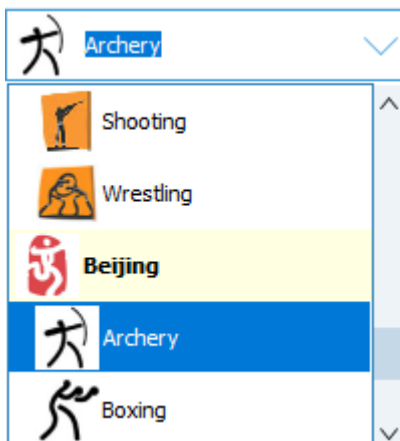 Archery
Shooting
Wrestling
Beijing
Archery
Boxing